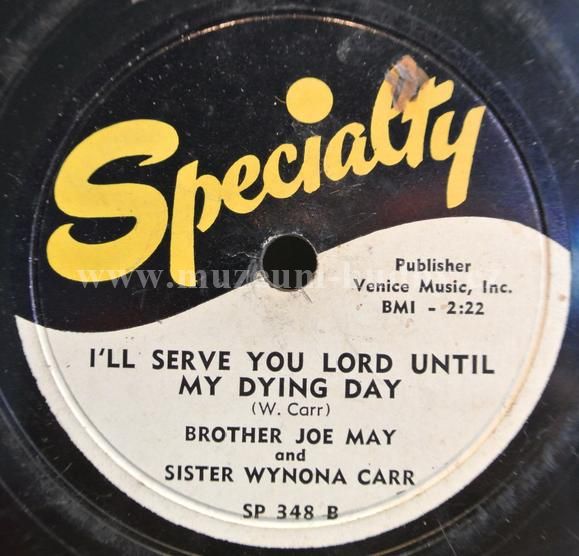 Specialty
Publisher
Venice Music, Inc.
BMI - 2:22
I'LL SERVE YOU LORD UNTIL
MY DYING DAY
(W. Carr)
BROTHER JOE MAY
and
SISTER WYNONA CARR
SP 348 B